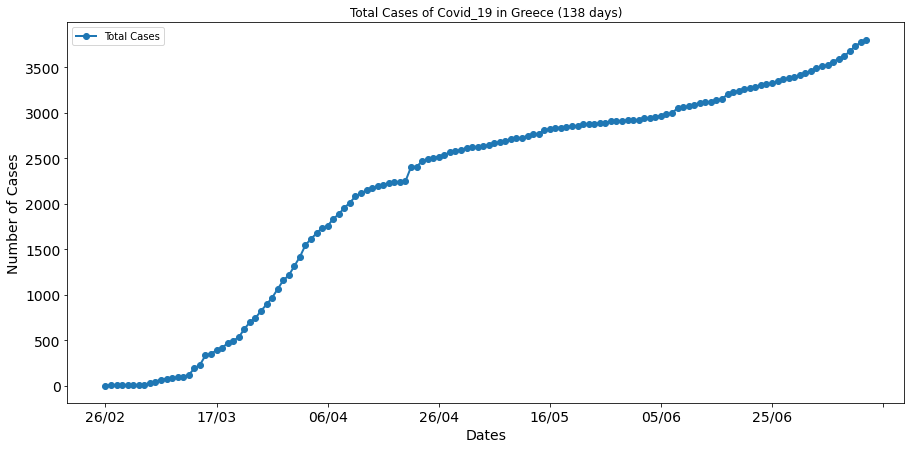 Total Cases of Covid_19 in Greece (138 days)
Total Cases
3500
3000
2500
2000
1500
1000
500
0
Number of Cases
26/02 17/03 06/04 26/04 16/05 05/06 25/06
Dates